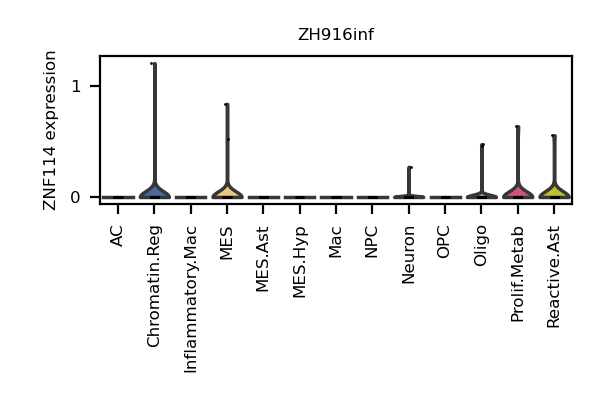 ZH916inf
ZNF114 expression
1
0
AC
Chromatin.Reg
Inflammatory.Mac
MES
MES.Ast
MES.Hyp
Mac
NPC
Neuron
OPC
Oligo
Prolif.Metab
Reactive.Ast